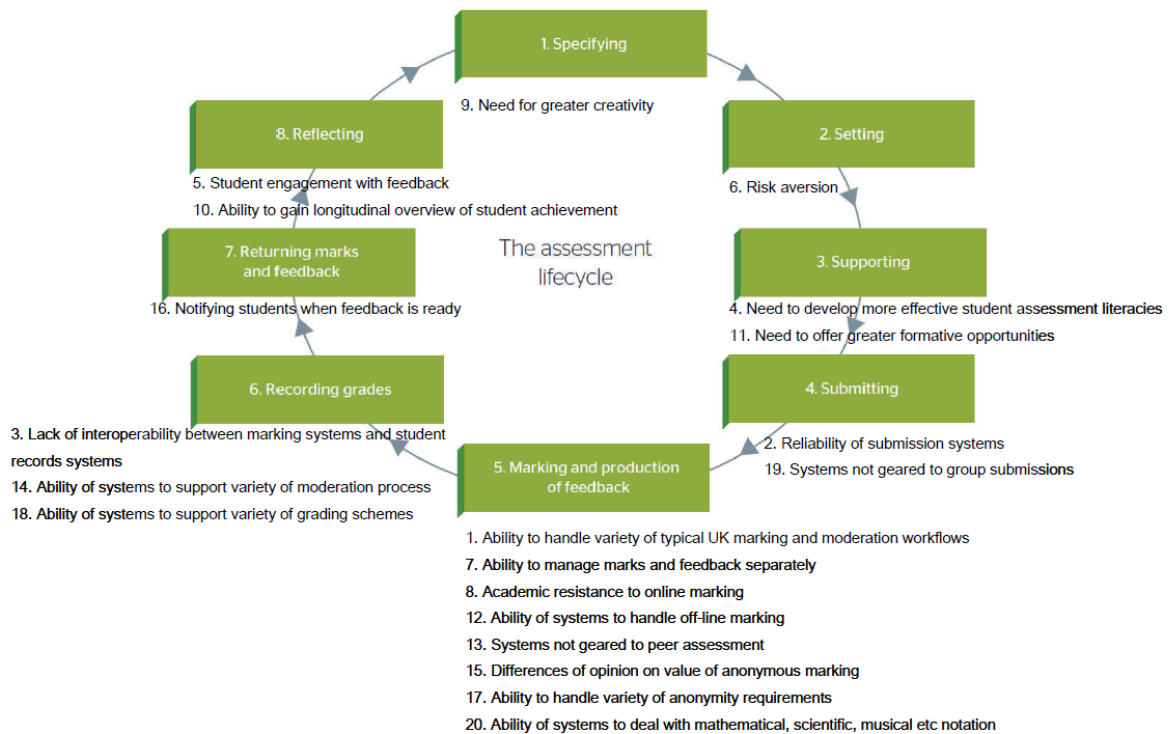 1. Specifying
9. Need for greater creativity
2. Setting
6. Risk aversion
3. Supporting
4. Need to develop more effective student assessment literacies
11. Need to offer greater formative opportunities
4. Submitting
2. Reliability of submission systems
19. Systems not geared to group submissions
5. Marking and production
of feedback
1. Ability to handle variety of typical UK marking and moderation workflows
7. Ability to manage marks and feedback separately
8. Academic resistance to online marking
12. Ability of systems to handle off-line marking
13. Systems not geared to peer assessment
15. Differences of opinion on value of anonymous marking
17. Ability to handle variety of anonymity requirements
20. Ability of systems to deal with mathematical, scientific, musical etc notation
6. Recording grades
3. Lack of interoperability between marking systems and student
records systems
14. Ability of systems to support variety of moderation process
18. Ability of systems to support variety of grading schemes
7. Returning marks
and feedback
16. Notifying students when feedback is ready
8. Reflecting
5. Student engagement with feedback
10. Ability to gain longitudinal overview of student achievement
The assessment
lifecycle